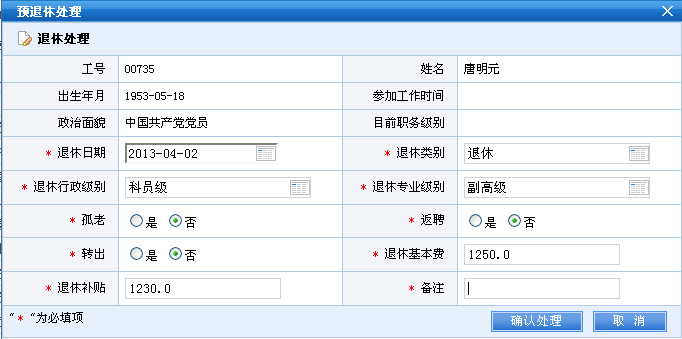 预退休处理
退休处理
工号 00735 姓名 唐明元
出生年月 1953-05-18 参加工作时间
政治面貌 中国共产党党员 目前职务级别
* 退休日期 2013-04-02 * 退休类别 退休
* 退休行政级别 科员级 * 退休专业级别 副高级
* 孤老 是 否 * 返聘 是 否
* 转出 是 否 * 退休基本费 1250.0
* 退休补贴 1230.0 * 备注
"*"为必填项 确认处理 取 消